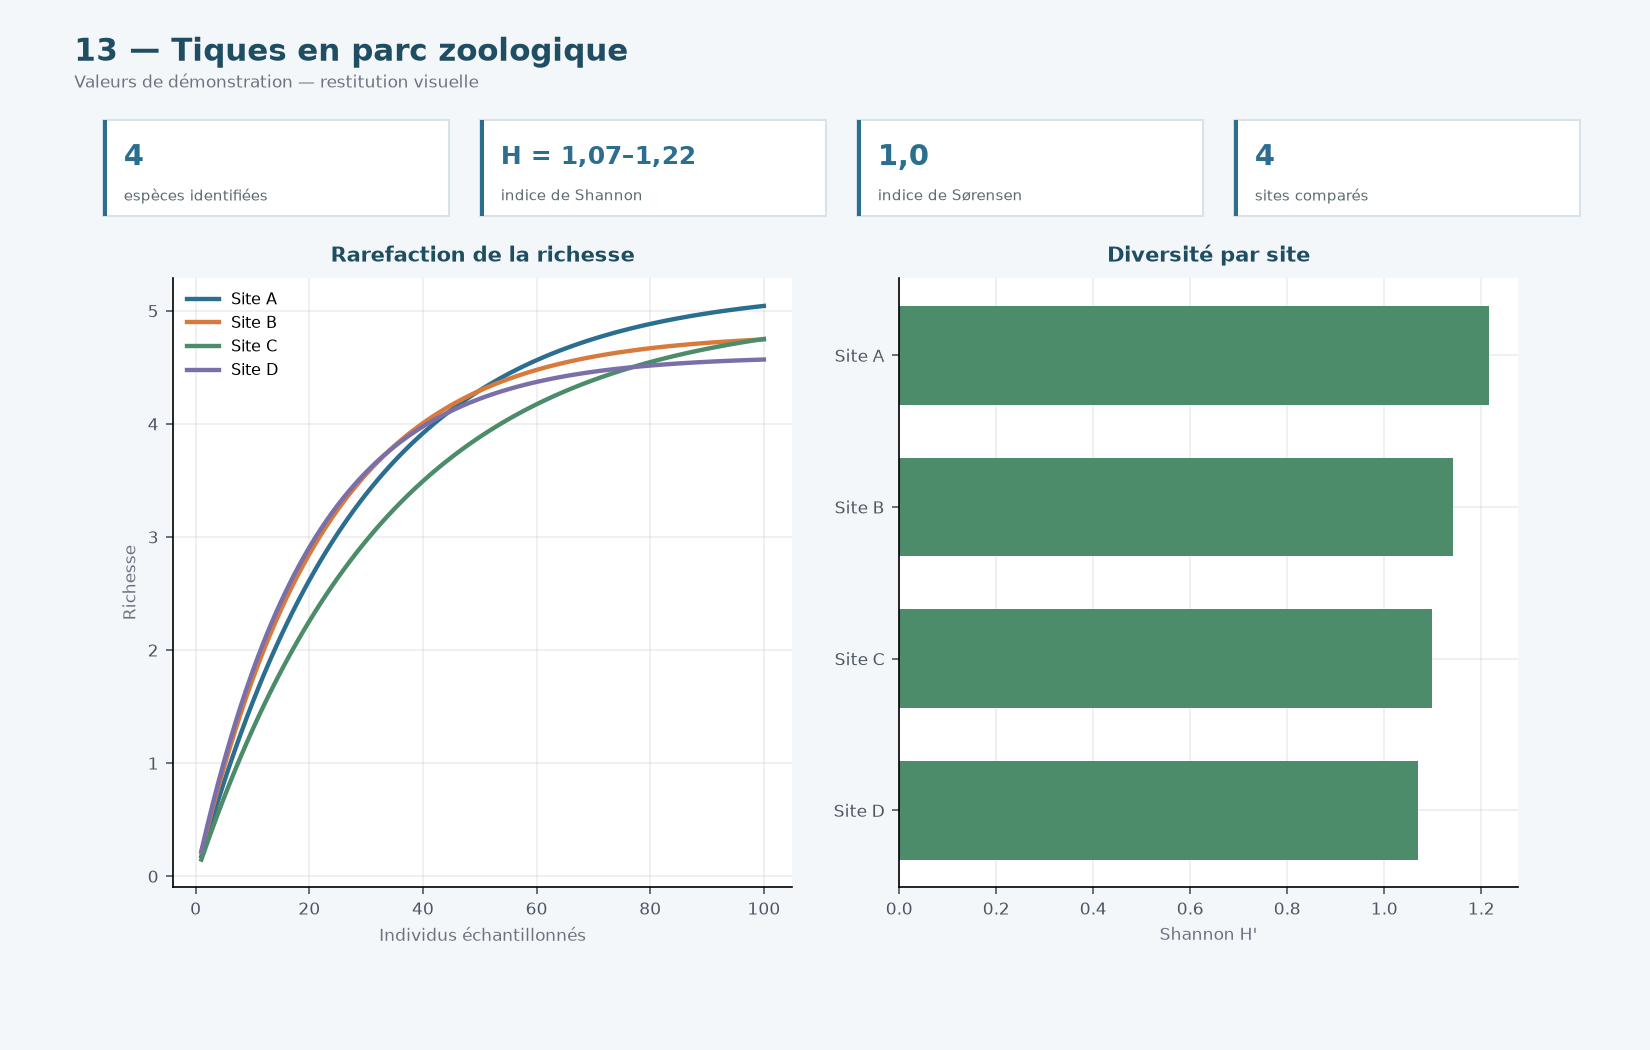 13 — Tiques en parc zoologique
Valeurs de démonstration — restitution visuelle
4
espèces identifiées
H = 1,07–1,22
indice de Shannon
1,0
indice de Sørensen
4
sites comparés
Rarefaction de la richesse
Site A
Site B
Site C
Site D
5
4
3
2
1
0
Richesse
0 20 40 60 80 100
Individus échantillonnés
Diversité par site
Site A
Site B
Site C
Site D
0.0 0.2 0.4 0.6 0.8 1.0 1.2
Shannon H'